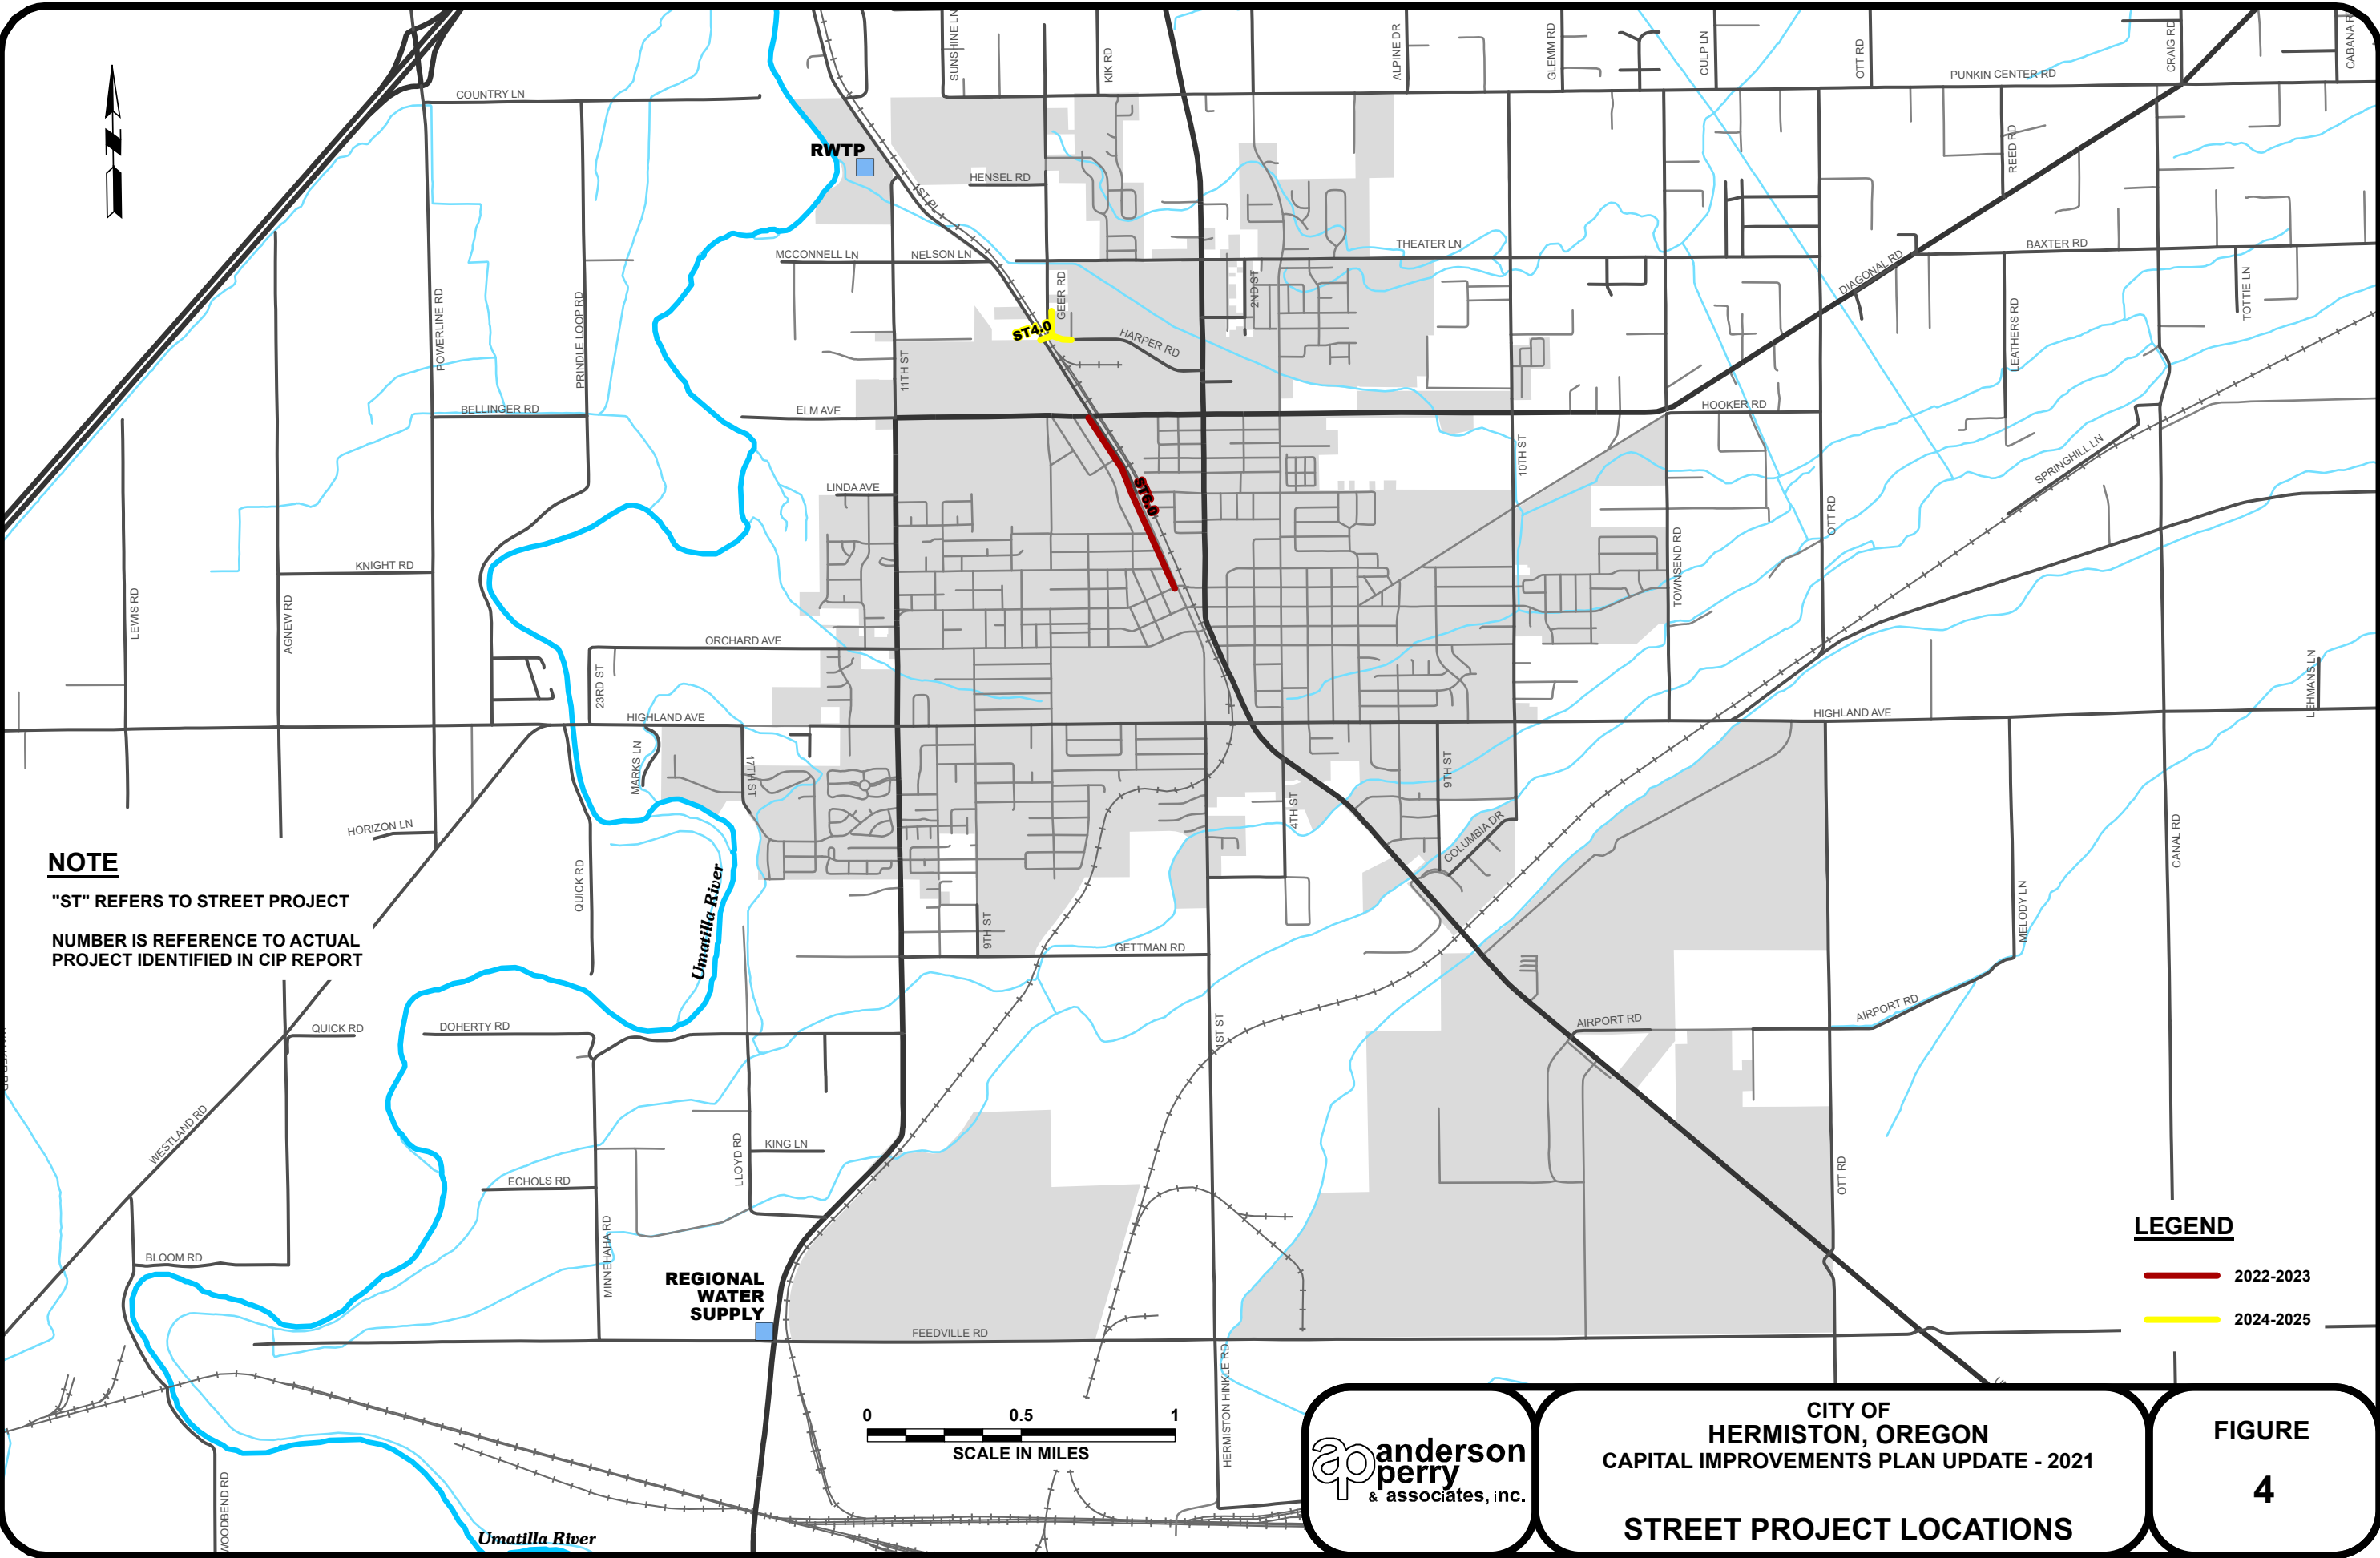 SUNSHINE LN
KIK RD
ALPINE DR
GLEMM RD
CULP LN
OTT RD
PUNKIN CENTER RD
CRAIG RD
CABANA R
COUNTRY LN
RWTP
HENSEL RD
1ST PL
REED RD
MCCONNELL LN
NELSON LN
THEATER LN
BAXTER RD
DIAGONAL RD
TOTTIE LN
LEATHERS RD
POWERLINE RD
PRINDLE LOOP RD
GEER RD
2ND ST
ST4.0
HARPER RD
11TH ST
BELLINGER RD
ELM AVE
HOOKER RD
10TH ST
SPRINGHILL LN
LINDA AVE
ST6.0
OTT RD
KNIGHT RD
TOWNSEND RD
LEWIS RD
AGNEW RD
ORCHARD AVE
23RD ST
LEHMANS LN
HIGHLAND AVE
HIGHLAND AVE
MARKS LN
17TH ST
9TH ST
4TH ST
COLUMBIA DR
CANAL RD
HORIZON LN
QUICK RD
Umatilla River
9TH ST
GETTMAN RD
MELODY LN
NOTE
"ST" REFERS TO STREET PROJECT
NUMBER IS REFERENCE TO ACTUAL
PROJECT IDENTIFIED IN CIP REPORT
QUICK RD
DOHERTY RD
1ST ST
AIRPORT RD
AIRPORT RD
WESTLAND RD
LLOYD RD
KING LN
ECHOLS RD
OTT RD
MINNEHAHA RD
BLOOM RD
REGIONAL
WATER
SUPPLY
FEEDVILLE RD
HERMISTON HINKLE RD
LEGEND
2022-2023
2024-2025
0 0.5 1
SCALE IN MILES
WOODBEND RD
Umatilla River
ap
anderson
perry
& associates, inc.
CITY OF
HERMISTON, OREGON
CAPITAL IMPROVEMENTS PLAN UPDATE - 2021
STREET PROJECT LOCATIONS
FIGURE
4